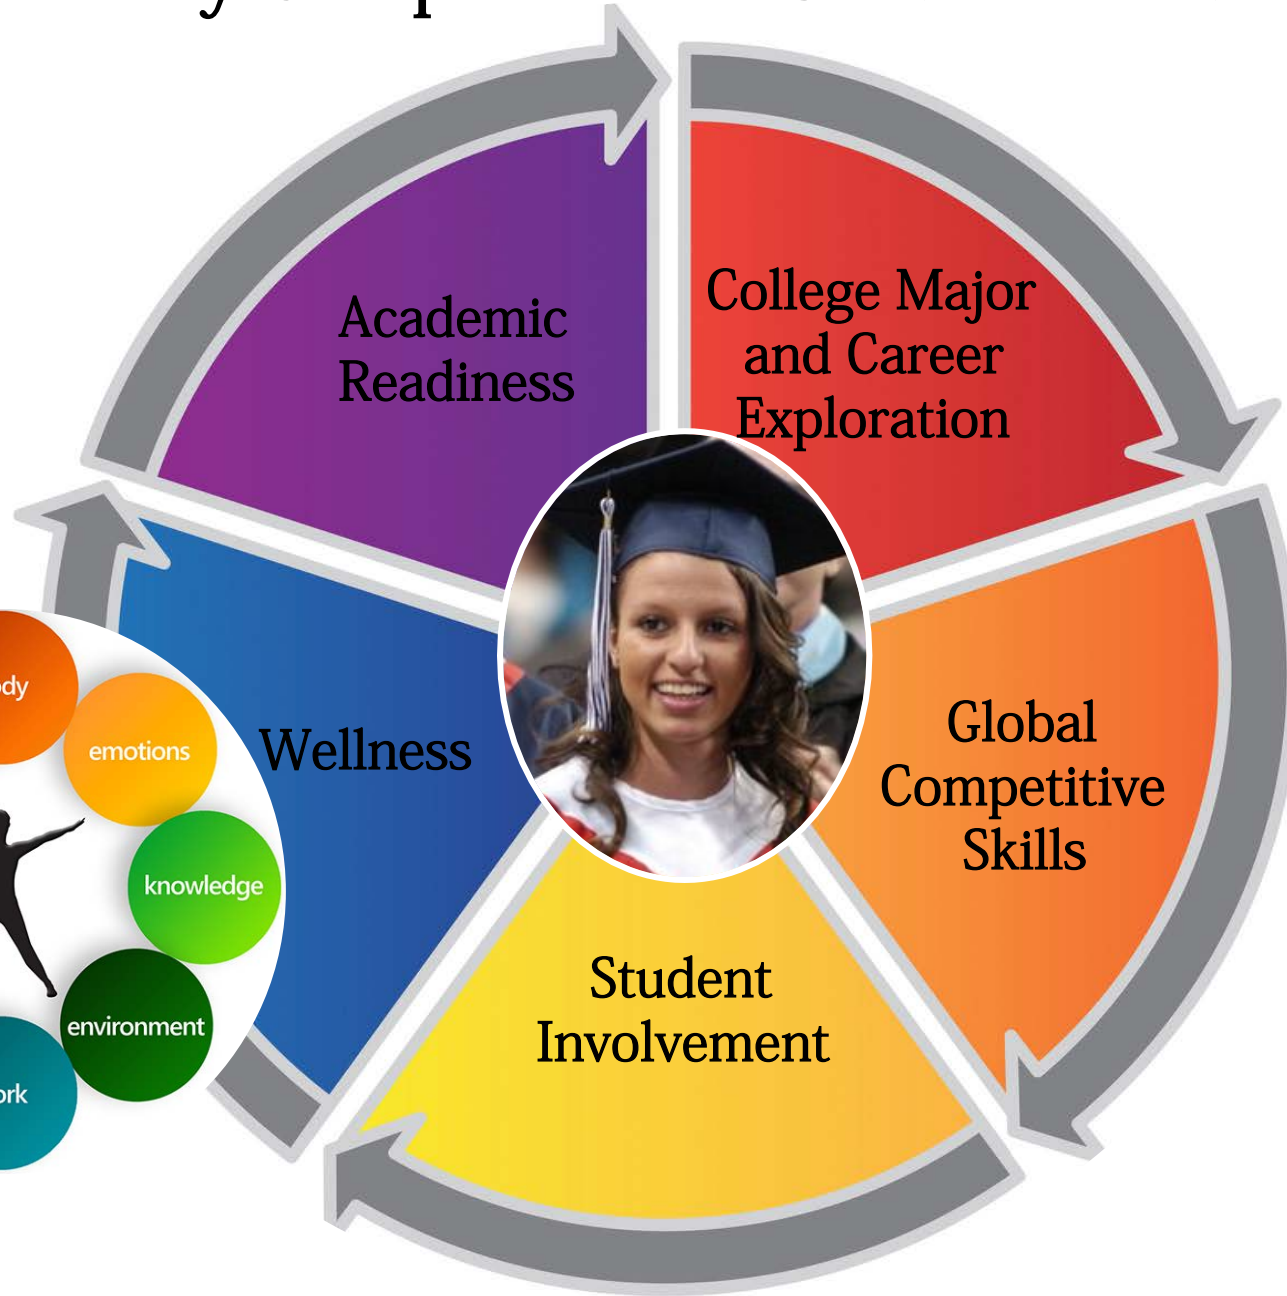 Academic
Readiness
College Major
and Career
Exploration
Global
Competitive
Skills
Student
Involvement
Wellness
emotions
knowledge
environment